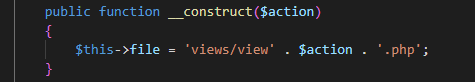 public function __construct($action)
{
$this->file = 'views/view' . $action . '.php';
}